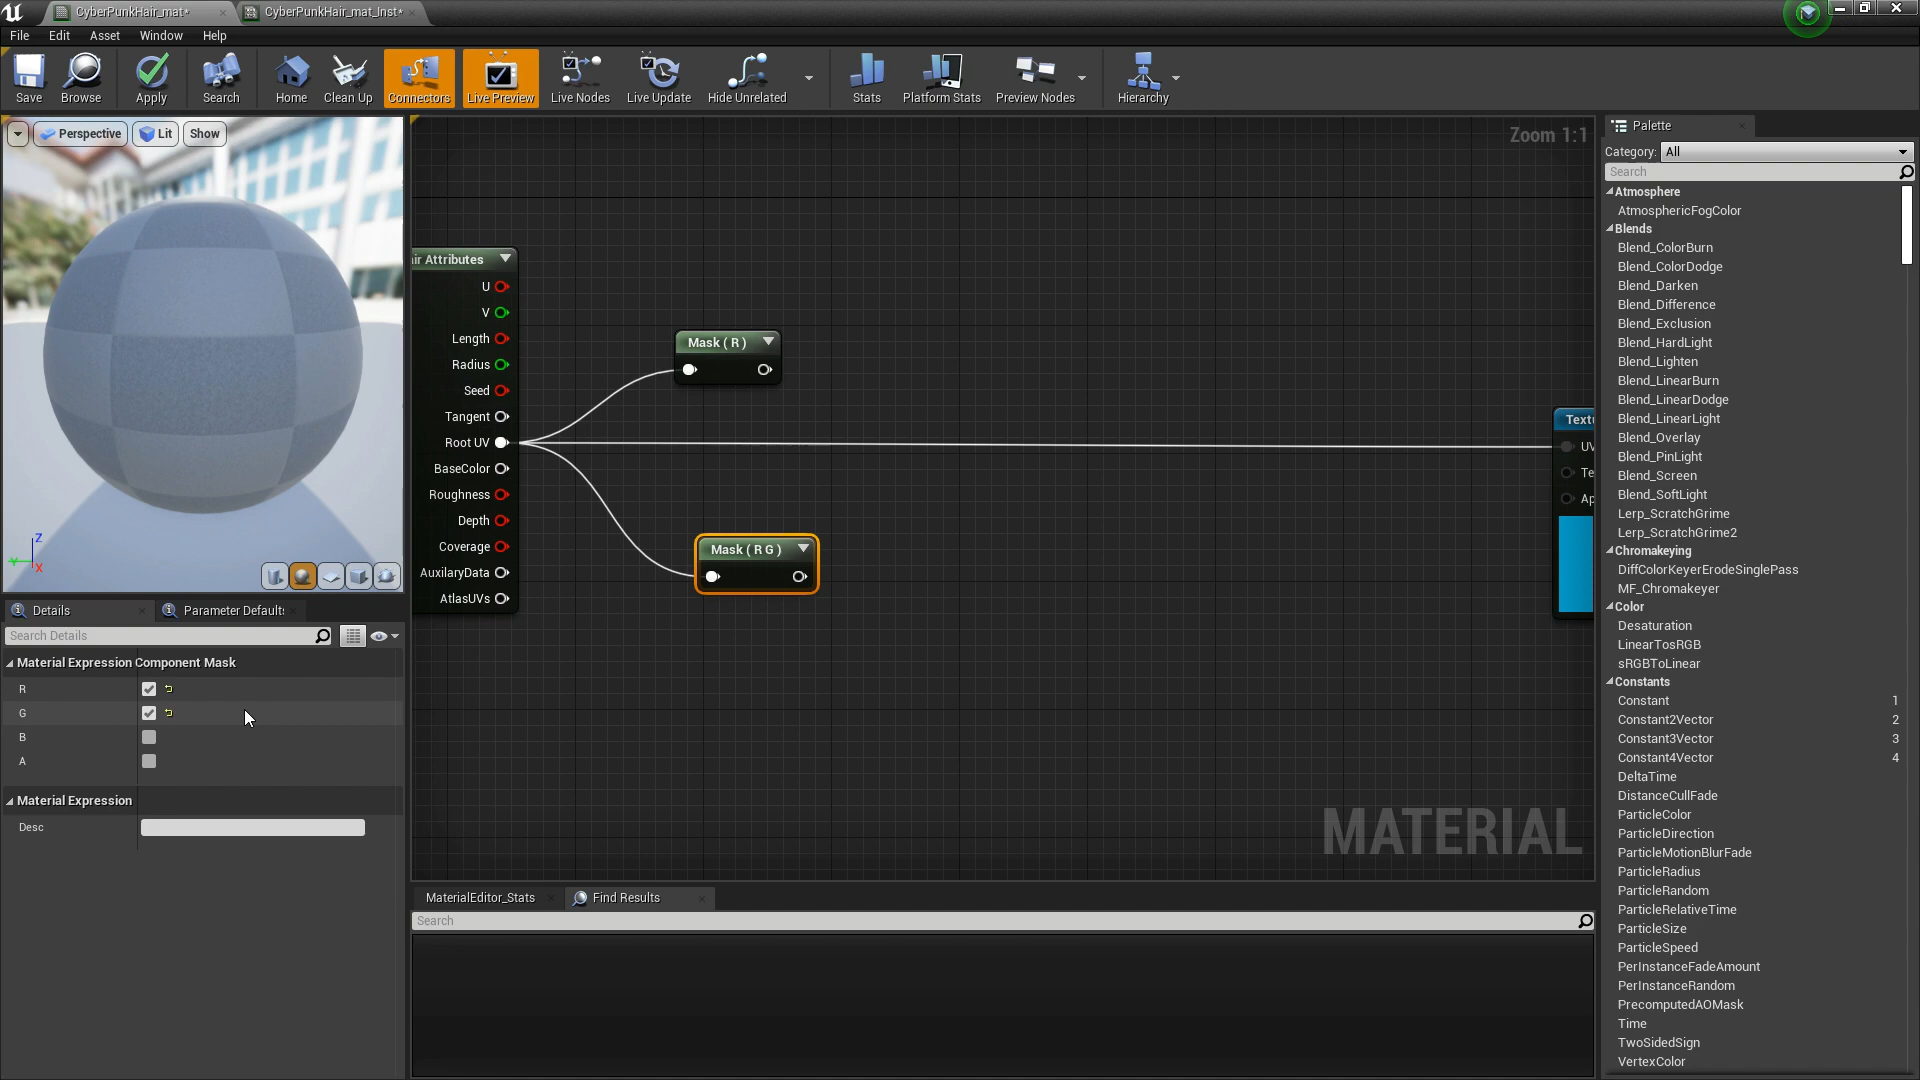 CyberPunkHair_mat*
CyberPunkHair_mat_Inst*
File Edit Asset Window Help
Save Browse Apply Search Home Clean Up Connectors Live Preview Live Nodes Live Update Hide Unrelated Stats Platform Stats Preview Nodes Hierarchy
Perspective Lit Show
Z
Y
X
Details
Parameter Defaults
Search Details
Material Expression Component Mask
R
G
B
A
Material Expression
Desc
Zoom 1:1
ir Attributes
U
V
Length
Radius
Seed
Tangent
Root UV
BaseColor
Roughness
Depth
Coverage
AuxilaryData
AtlasUVs
Mask ( R )
Mask ( R G )
Textu
UV
Te
Ap
MATERIAL
MaterialEditor_Stats
Find Results
Search
Palette
Category: All
Search
Atmosphere
AtmosphericFogColor
Blends
Blend_ColorBurn
Blend_ColorDodge
Blend_Darken
Blend_Difference
Blend_Exclusion
Blend_HardLight
Blend_Lighten
Blend_LinearBurn
Blend_LinearDodge
Blend_LinearLight
Blend_Overlay
Blend_PinLight
Blend_Screen
Blend_SoftLight
Lerp_ScratchGrime
Lerp_ScratchGrime2
Chromakeying
DiffColorKeyerErodeSinglePass
MF_Chromakeyer
Color
Desaturation
LinearTosRGB
sRGBToLinear
Constants
Constant 1
Constant2Vector 2
Constant3Vector 3
Constant4Vector 4
DeltaTime
DistanceCullFade
ParticleColor
ParticleDirection
ParticleMotionBlurFade
ParticleRadius
ParticleRandom
ParticleRelativeTime
ParticleSize
ParticleSpeed
PerInstanceFadeAmount
PerInstanceRandom
PrecomputedAOMask
Time
TwoSidedSign
VertexColor